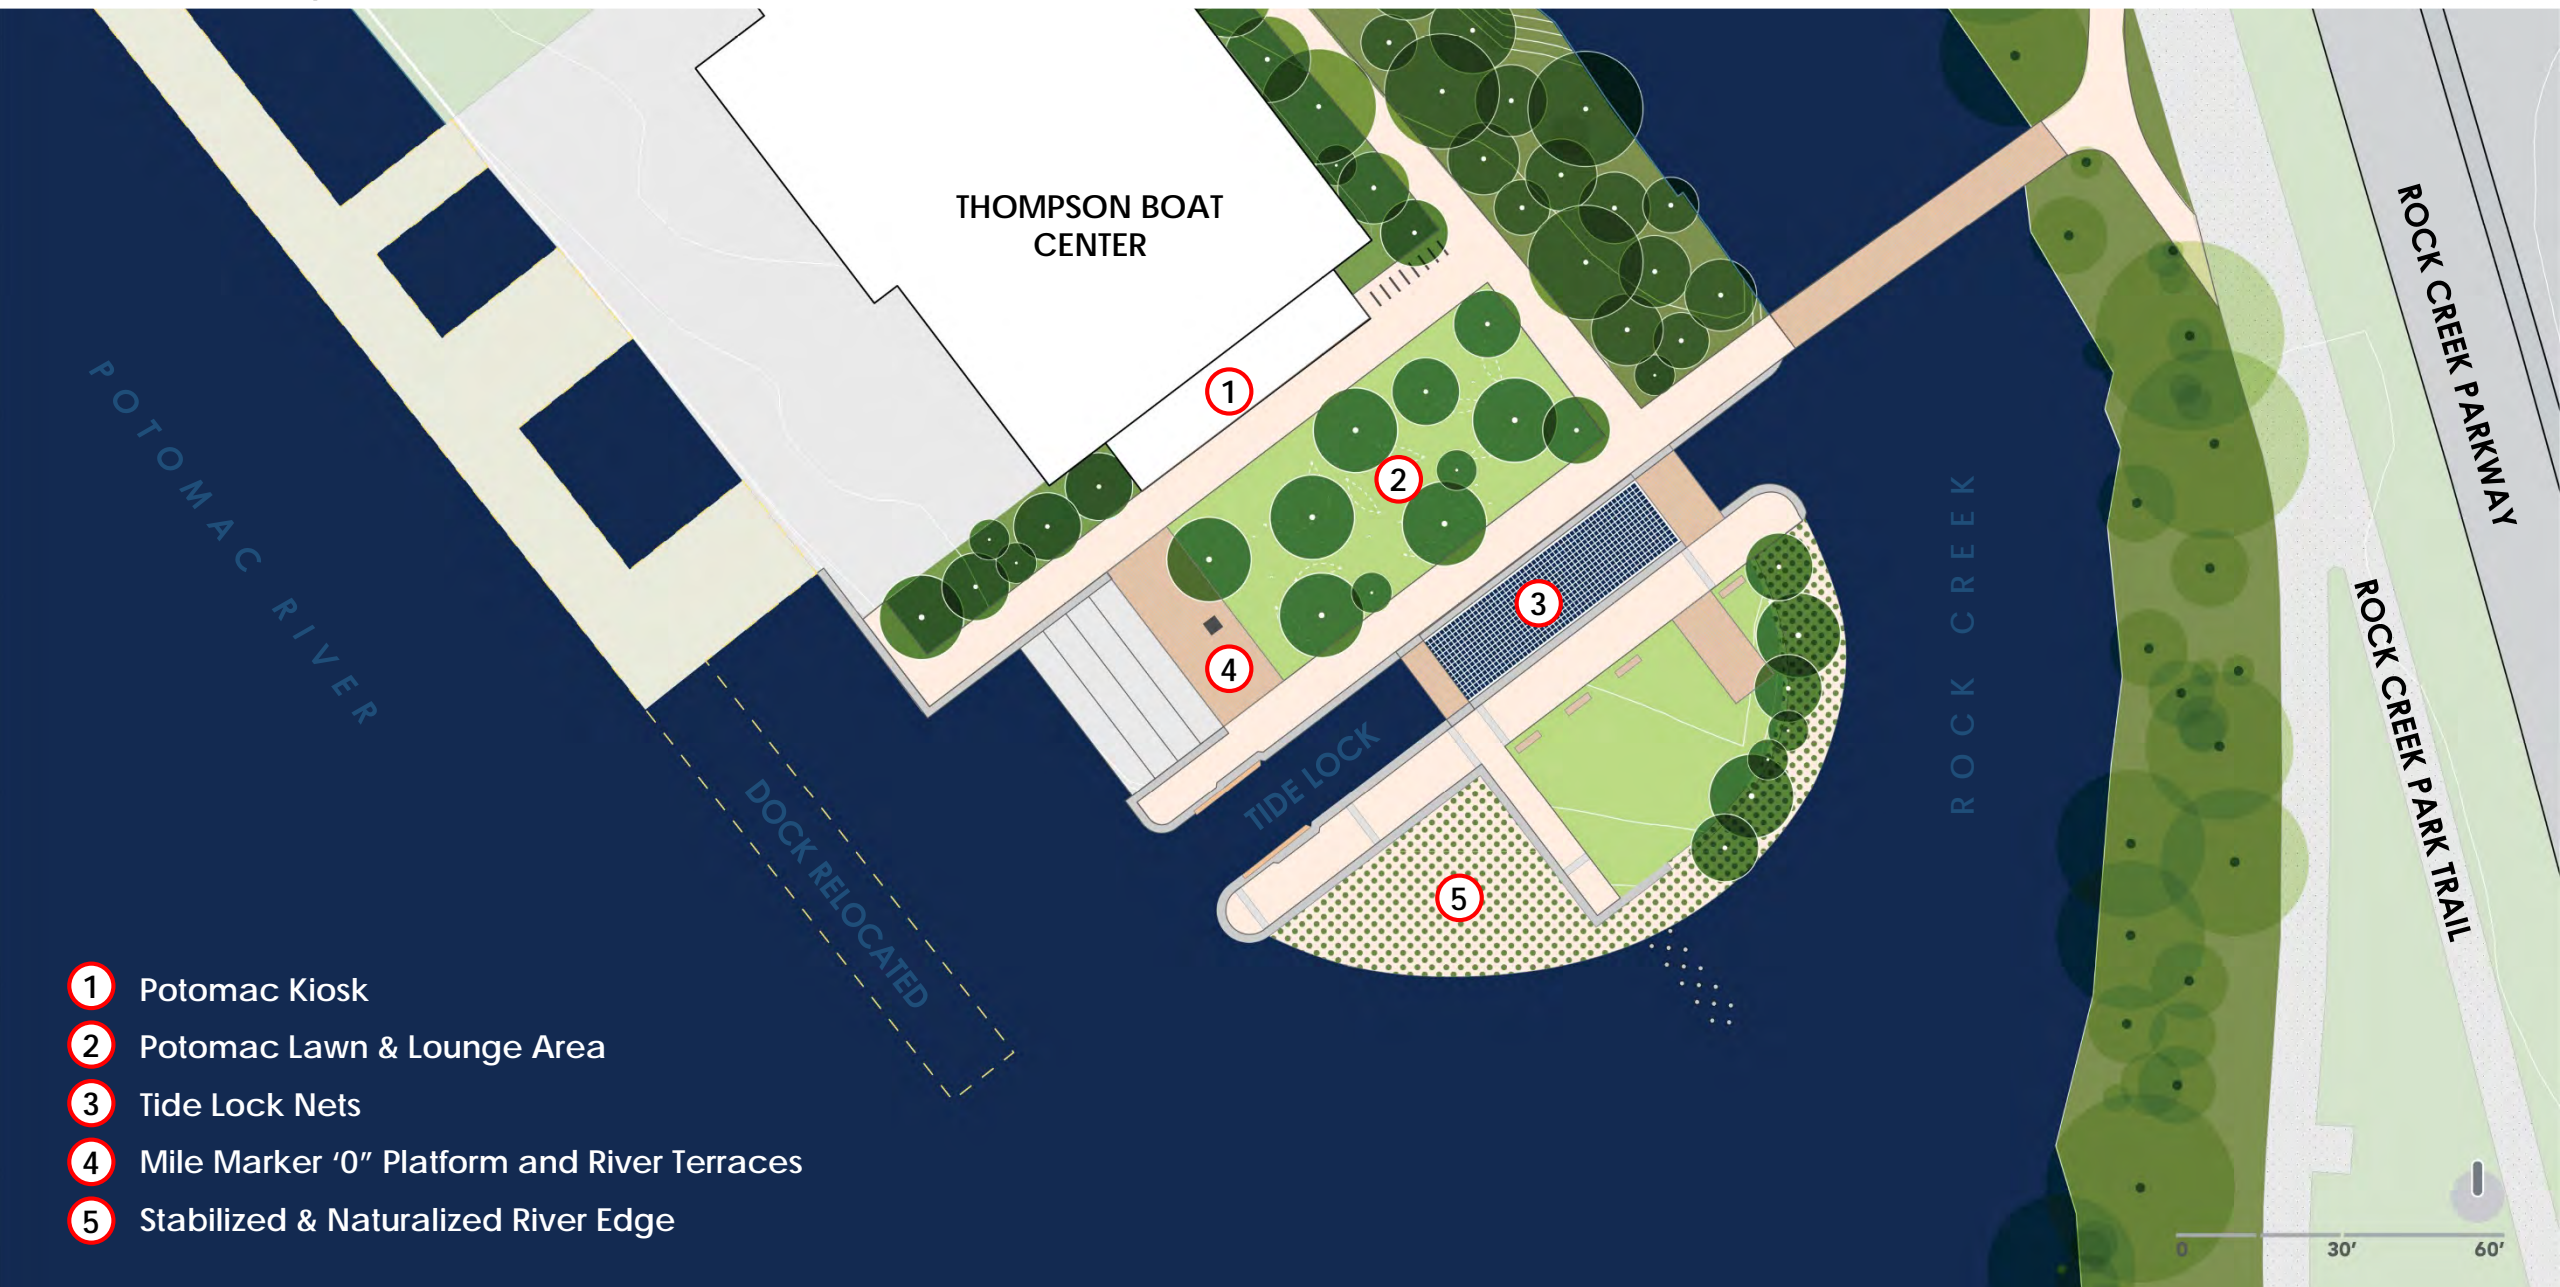 THOMPSON BOAT
CENTER
POTOMAC RIVER
ROCK CREEK PARKWAY
1
2
3
4
5
ROCK CREEK
ROCK CREEK PARK TRAIL
TIDE LOCK
DOCK RELOCATED
1 Potomac Kiosk
2 Potomac Lawn & Lounge Area
3 Tide Lock Nets
4 Mile Marker ‘0” Platform and River Terraces
5 Stabilized & Naturalized River Edge
0 30’ 60’